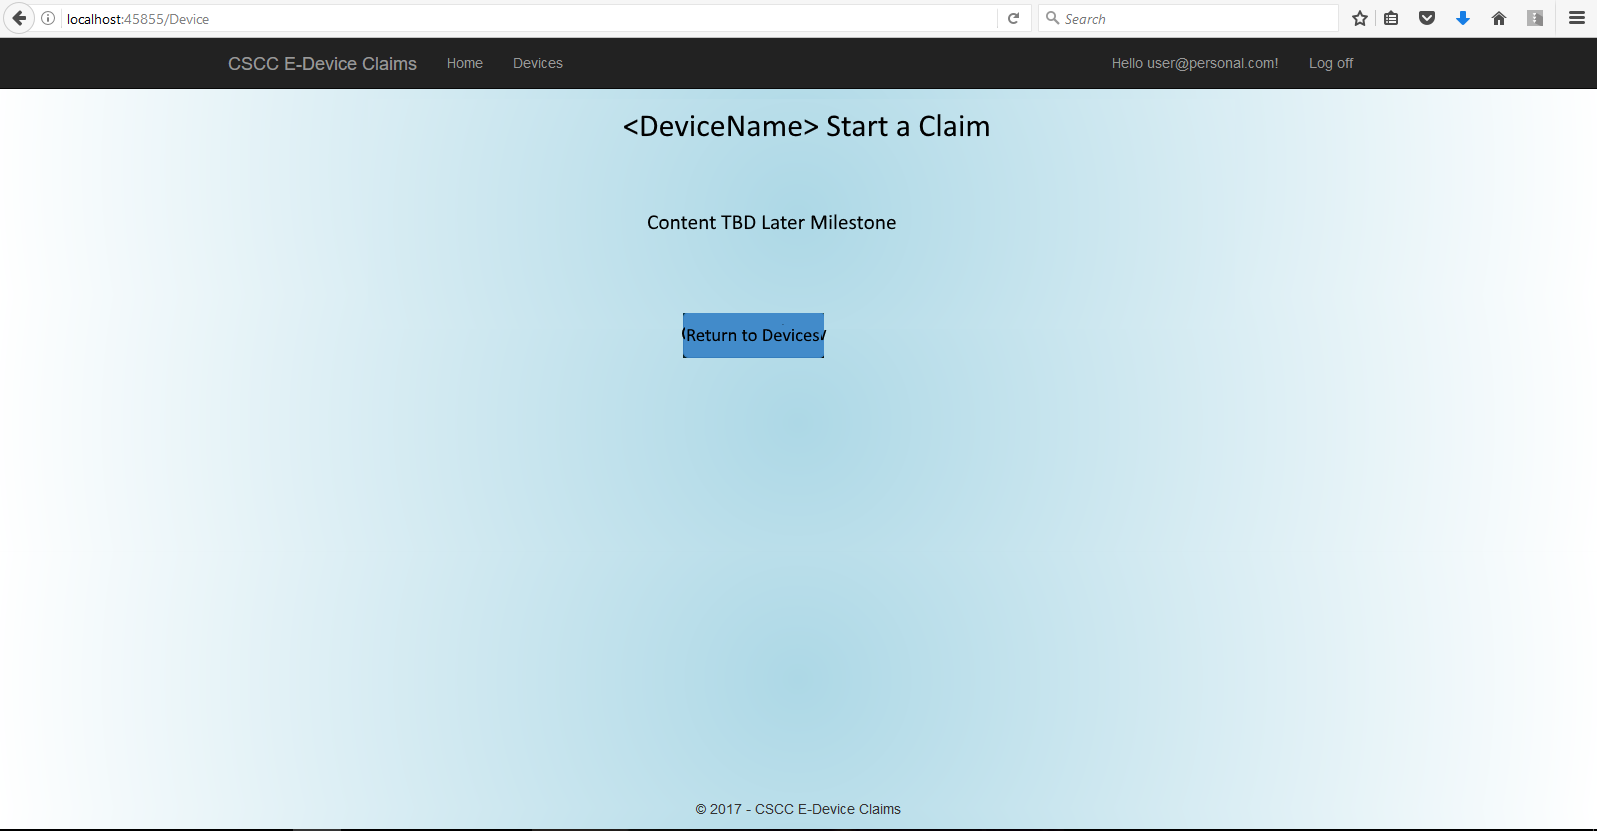 localhost:45855/Device
Search
CSCC E-Device Claims Home Devices Hello user@personal.com! Log off
<DeviceName> Start a Claim
Content TBD Later Milestone
Return to Devices
© 2017 - CSCC E-Device Claims